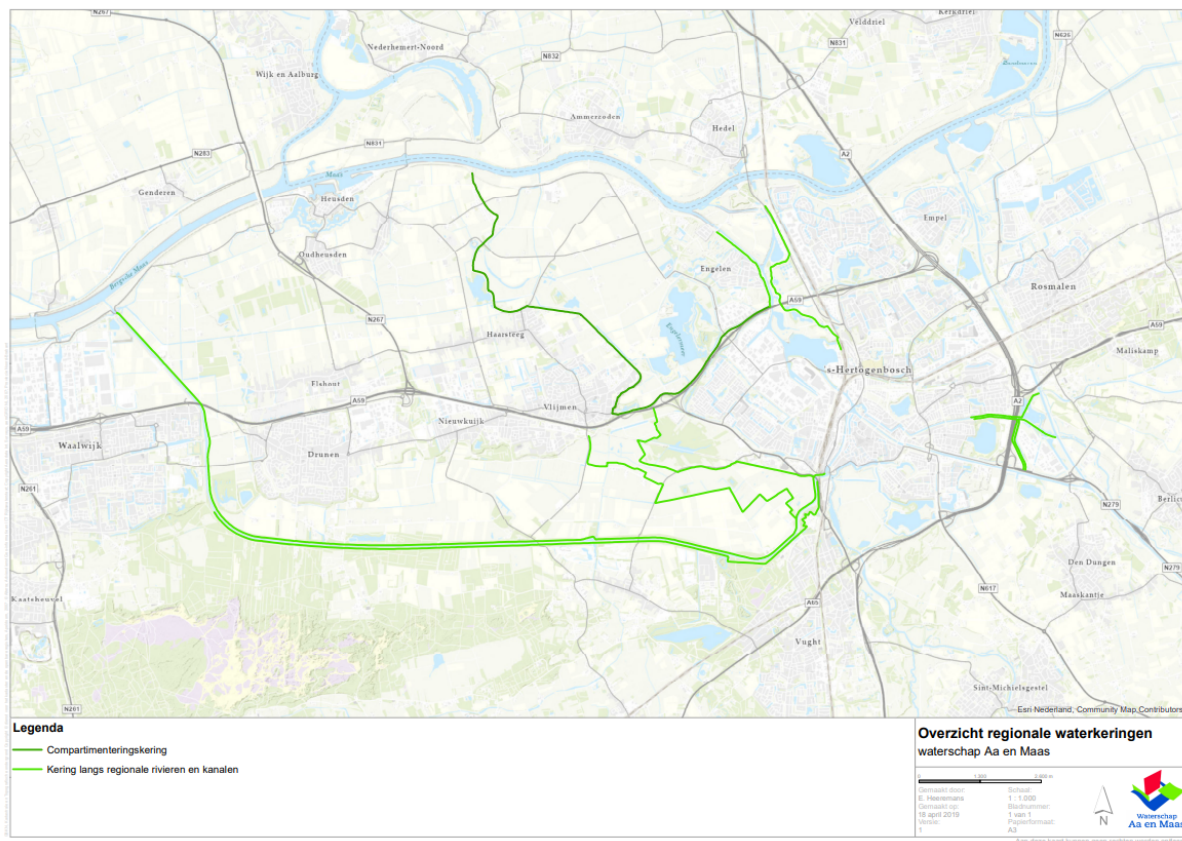 N267
Nederhemert-Noord
Wijk en Aalburg
N832
N831
Velddriel
Kerkdriel
N626
Ammerzoden
Hedel
A2
N283
N831
Genderen
Maas
Heusden
Oudheusden
Empel
Bergsche Maas
Engelen
Rosmalen
N267
A59
Haarsteeg
Engelermeer
A59
Maliskamp
Elshout
's-Hertogenbosch
A59
Vlijmen
Nieuwkuijk
A2
A59
Waalwijk
Drunen
N261
N279
Berlic
Den Dungen
N279
Kaatsheuvel
A65
N617
Maaskantje
Vught
Sint-Michielsgestel
N261
Esri Nederland, Community Map Contributors
Legenda
Compartimenteringskering
Kering langs regionale rivieren en kanalen
Overzicht regionale waterkeringen
waterschap Aa en Maas
Gemaakt door:
E. Heeremans
Gemaakt op:
18 april 2019
Versie:
1
Schaal:
1 : 1.000
Bladnummer:
1 van 1
Papierformaat:
A3
N
Waterschap
Aa en Maas